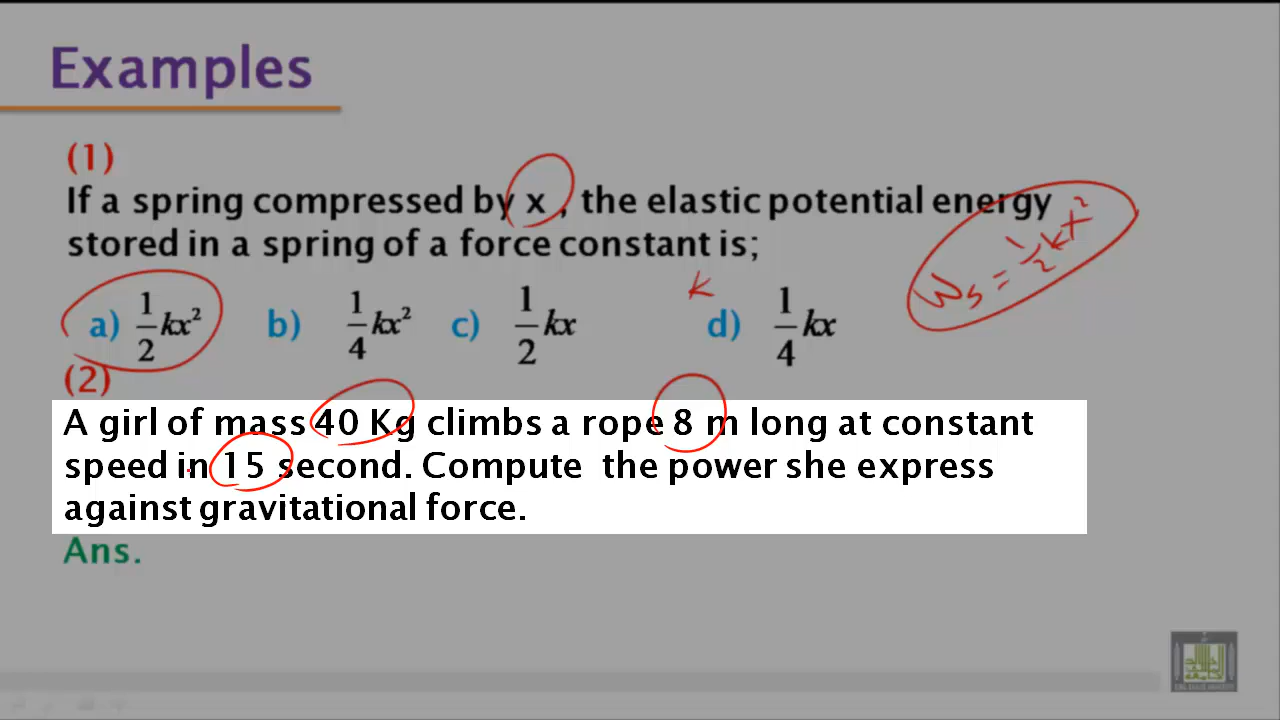 Examples
(1)
If a spring compressed by x , the elastic potential energy
stored in a spring of a force constant is;
Ws = 1/2 kx²
k
a) 1/2 kx² b) 1/4 kx² c) 1/2 kx d) 1/4 kx
(2)
A girl of mass 40 Kg climbs a rope 8 m long at constant
speed in 15 second. Compute the power she express
against gravitational force.
Ans.